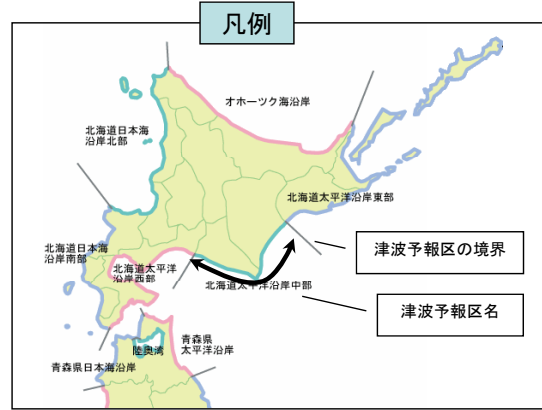 凡例
オホーツク海沿岸
北海道日本海
沿岸北部
北海道太平洋沿岸東部
津波予報区の境界
北海道日本海
沿岸南部
北海道太平洋
沿岸西部
北海道太平洋沿岸中部
津波予報区名
青森県
太平洋沿岸
陸奥湾
青森県日本海沿岸